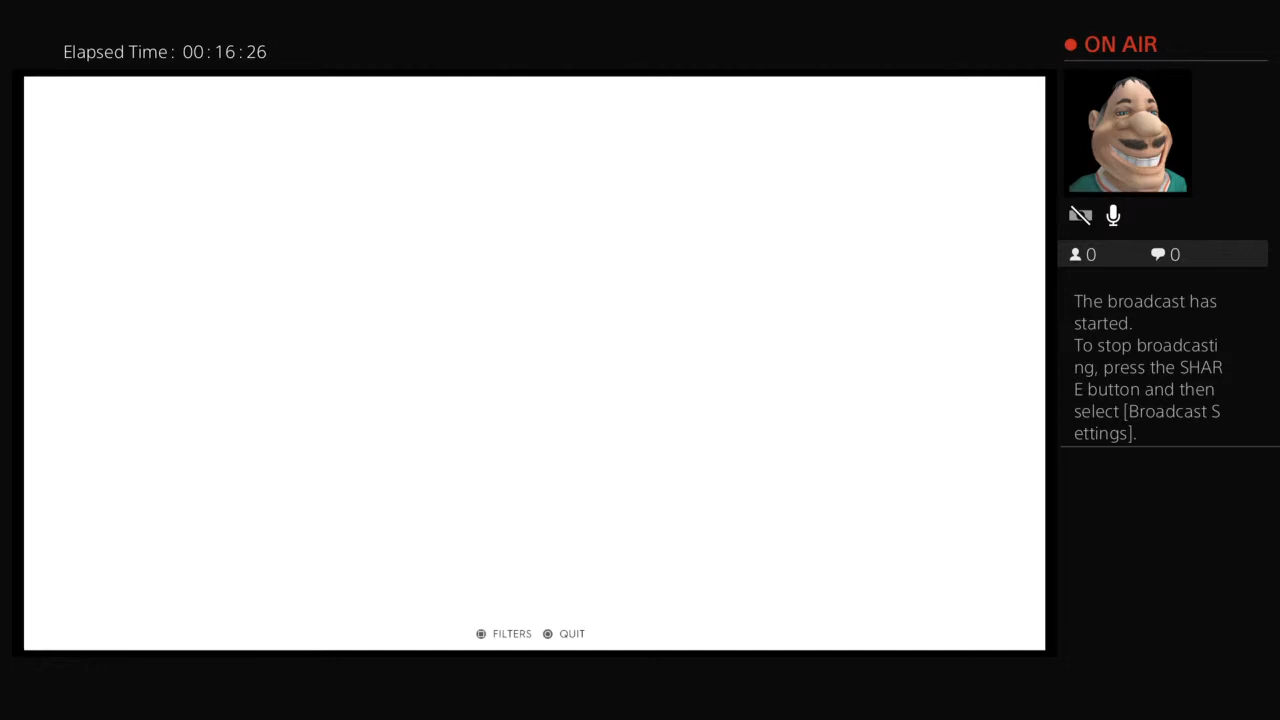 Elapsed Time: 00:16:26
ON AIR
0 0
The broadcast has
started.
To stop broadcasti
ng, press the SHAR
E button and then
select [Broadcast S
ettings].
FILTERS QUIT